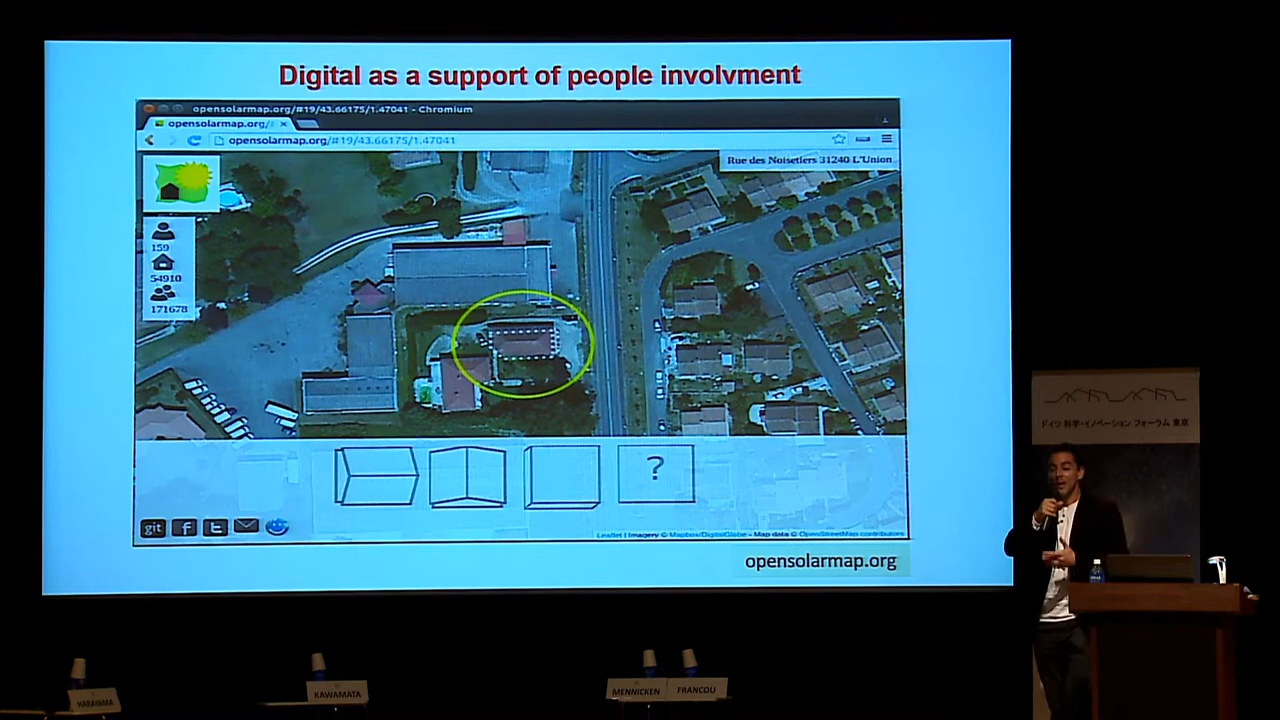 Digital as a support of people involvment
opensolarmap.org/#19/43.66175/1.47041 - Chromium
opensolarmap.org/
opensolarmap.org/#19/43.66175/1.47041
Rue des Noisetiers 31240 L'Union
159
54910
171678
?
git
Leaflet | Imagery © Mapbox/DigitalGlobe - Map data © OpenStreetMap contributors
opensolarmap.org
ドイツ 科学・イノベーション フォーラム 東京
HARAYAMA
KAWAMATA
MENNICKEN
FRANCOU